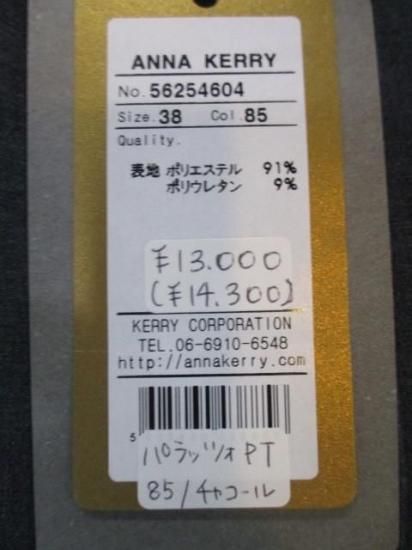 ANNA KERRY
No.56254604
Size.38 Col.85
Quality.
表地 ポリエステル 91%
ポリウレタン 9%
¥13.000
(¥14.300)
KERRY CORPORATION
TEL.06-6910-6548
http://annakerry.com
5
パラッツォPT
85/チャコール